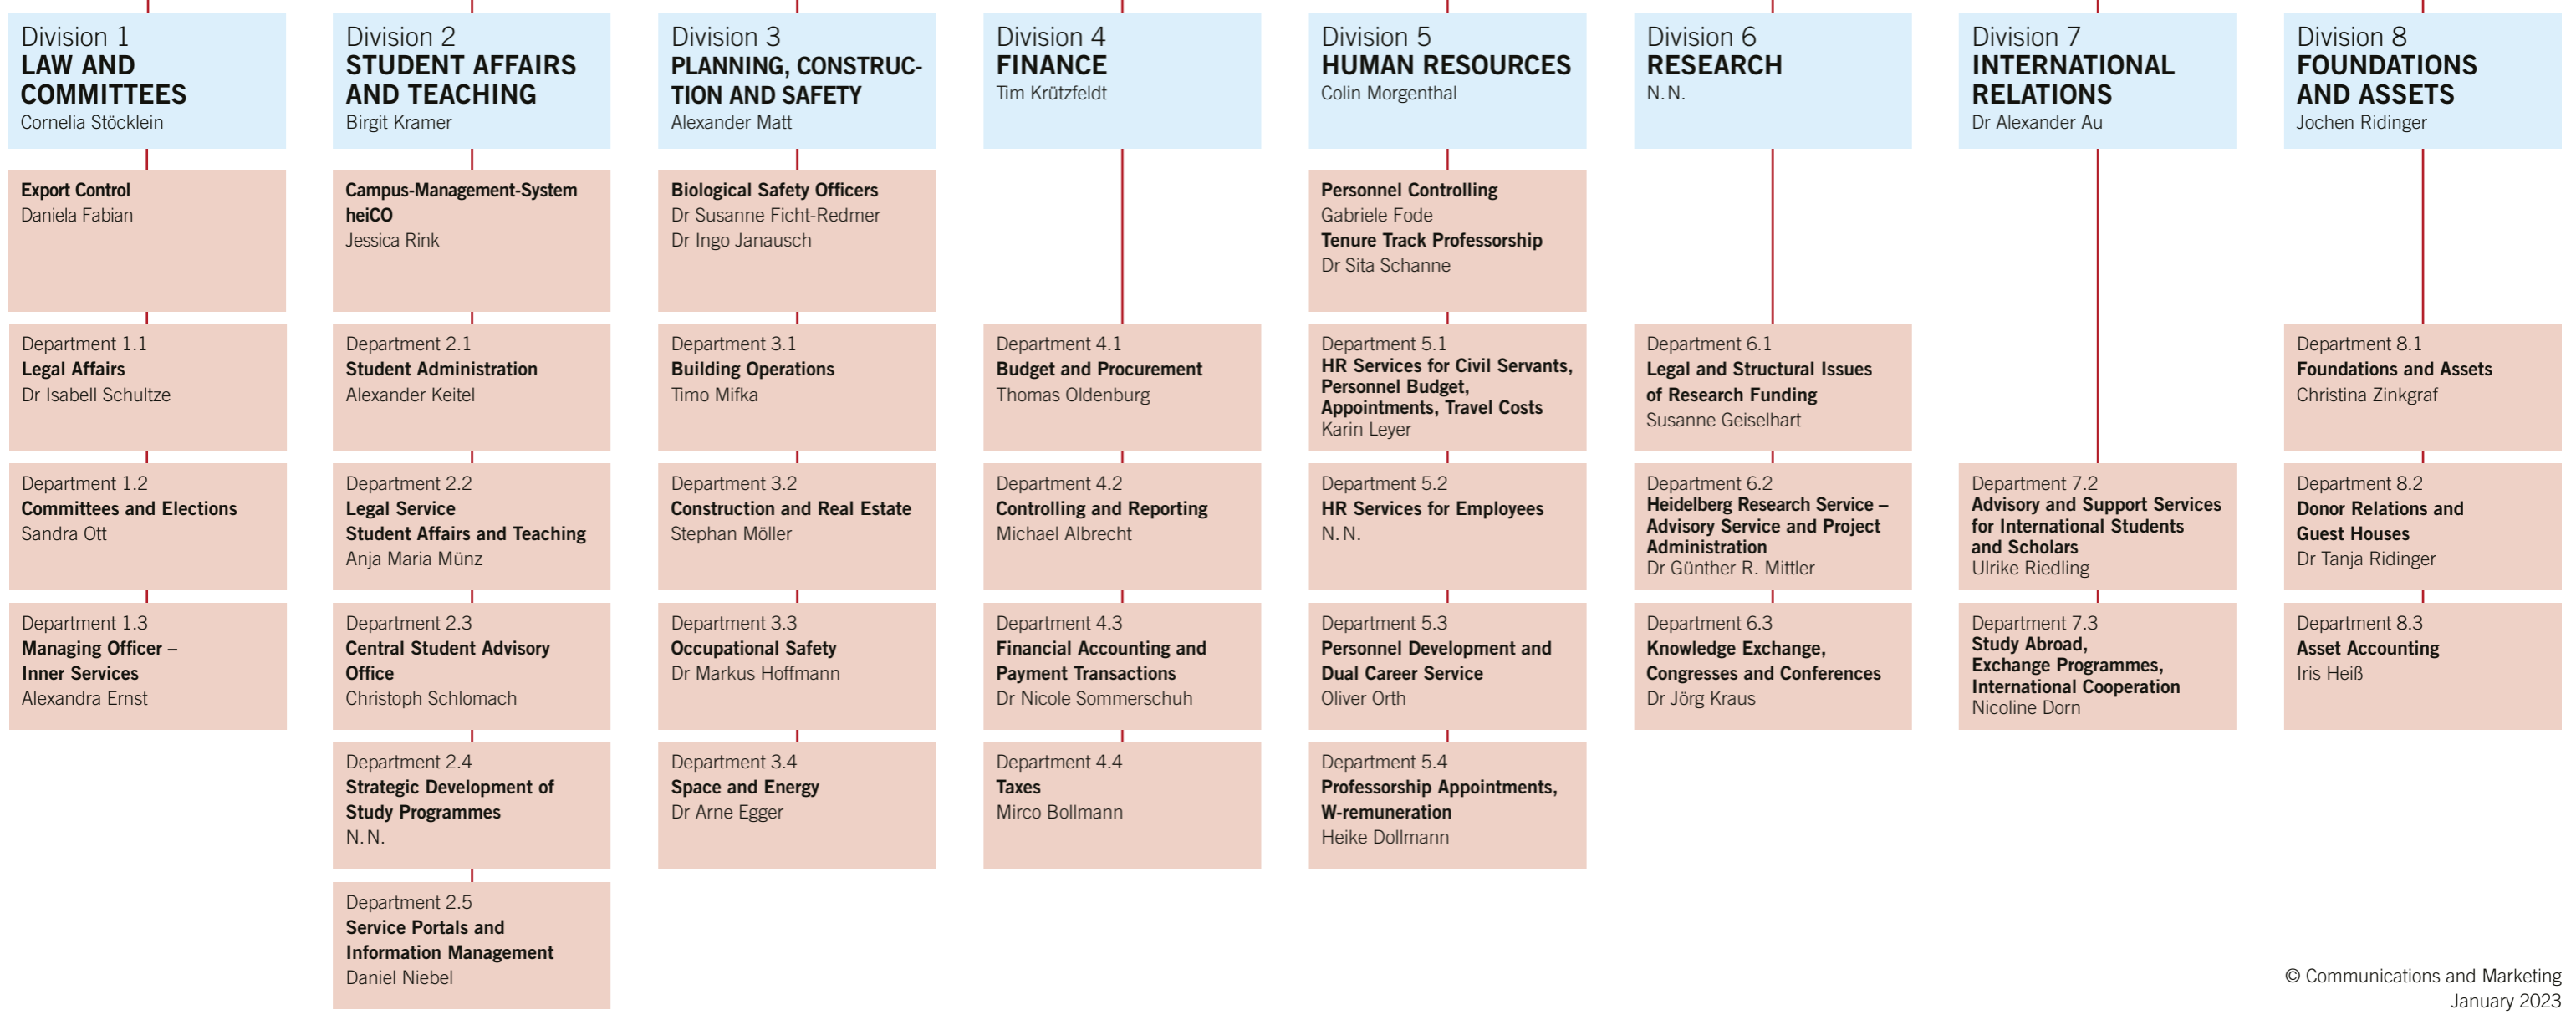 Division 1
LAW AND
COMMITTEES
Cornelia Stöcklein
Export Control
Daniela Fabian
Department 1.1
Legal Affairs
Dr Isabell Schultze
Department 1.2
Committees and Elections
Sandra Ott
Department 1.3
Managing Officer –
Inner Services
Alexandra Ernst
Division 2
STUDENT AFFAIRS
AND TEACHING
Birgit Kramer
Campus-Management-System
heiCO
Jessica Rink
Department 2.1
Student Administration
Alexander Keitel
Department 2.2
Legal Service
Student Affairs and Teaching
Anja Maria Münz
Department 2.3
Central Student Advisory
Office
Christoph Schlomach
Department 2.4
Strategic Development of
Study Programmes
N. N.
Department 2.5
Service Portals and
Information Management
Daniel Niebel
Division 3
PLANNING, CONSTRUC-
TION AND SAFETY
Alexander Matt
Biological Safety Officers
Dr Susanne Ficht-Redmer
Dr Ingo Janausch
Department 3.1
Building Operations
Timo Mifka
Department 3.2
Construction and Real Estate
Stephan Möller
Department 3.3
Occupational Safety
Dr Markus Hoffmann
Department 3.4
Space and Energy
Dr Arne Egger
Division 4
FINANCE
Tim Krützfeldt
Department 4.1
Budget and Procurement
Thomas Oldenburg
Department 4.2
Controlling and Reporting
Michael Albrecht
Department 4.3
Financial Accounting and
Payment Transactions
Dr Nicole Sommerschuh
Department 4.4
Taxes
Mirco Bollmann
Division 5
HUMAN RESOURCES
Colin Morgenthal
Personnel Controlling
Gabriele Fode
Tenure Track Professorship
Dr Sita Schanne
Department 5.1
HR Services for Civil Servants,
Personnel Budget,
Appointments, Travel Costs
Karin Leyer
Department 5.2
HR Services for Employees
N. N.
Department 5.3
Personnel Development and
Dual Career Service
Oliver Orth
Department 5.4
Professorship Appointments,
W-remuneration
Heike Dollmann
Division 6
RESEARCH
N. N.
Department 6.1
Legal and Structural Issues
of Research Funding
Susanne Geiselhart
Department 6.2
Heidelberg Research Service –
Advisory Service and Project
Administration
Dr Günther R. Mittler
Department 6.3
Knowledge Exchange,
Congresses and Conferences
Dr Jörg Kraus
Division 7
INTERNATIONAL
RELATIONS
Dr Alexander Au
Department 7.2
Advisory and Support Services
for International Students
and Scholars
Ulrike Riedling
Department 7.3
Study Abroad,
Exchange Programmes,
International Cooperation
Nicoline Dorn
Division 8
FOUNDATIONS
AND ASSETS
Jochen Ridinger
Department 8.1
Foundations and Assets
Christina Zinkgraf
Department 8.2
Donor Relations and
Guest Houses
Dr Tanja Ridinger
Department 8.3
Asset Accounting
Iris Heiß
© Communications and Marketing
January 2023